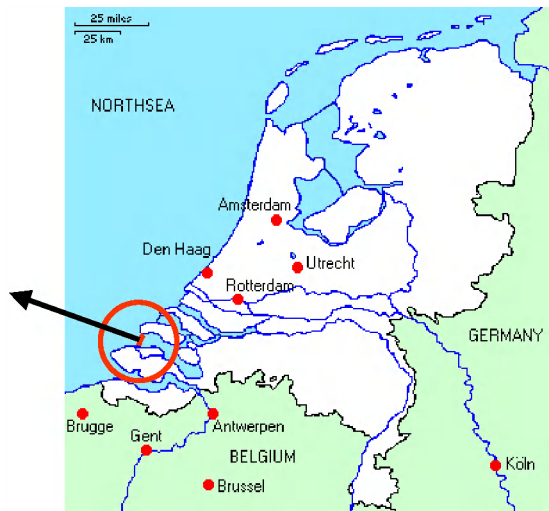 25 miles
25 km
NORTHSEA
Amsterdam
Den Haag
Utrecht
Rotterdam
GERMANY
Brugge
Gent
Antwerpen
BELGIUM
Köln
Brussel